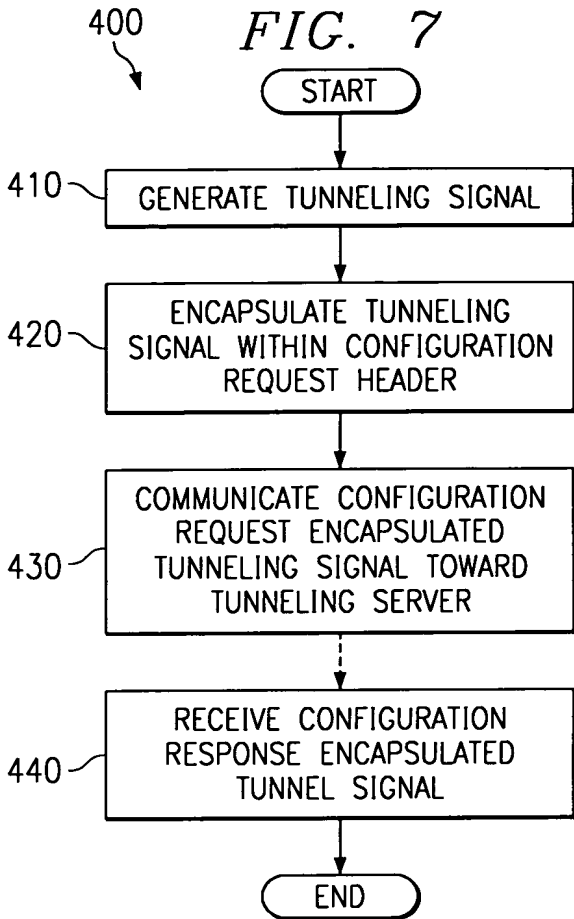 400
FIG. 7
START
410
GENERATE TUNNELING SIGNAL
420
ENCAPSULATE TUNNELING
SIGNAL WITHIN CONFIGURATION
REQUEST HEADER
430
COMMUNICATE CONFIGURATION
REQUEST ENCAPSULATED
TUNNELING SIGNAL TOWARD
TUNNELING SERVER
440
RECEIVE CONFIGURATION
RESPONSE ENCAPSULATED
TUNNEL SIGNAL
END